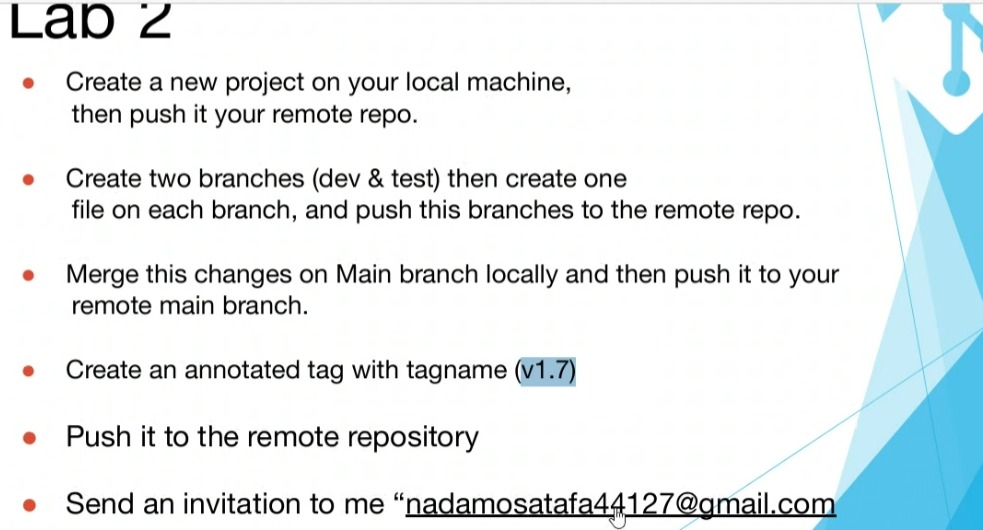 Lab 2
Create a new project on your local machine,
then push it your remote repo.
Create two branches (dev & test) then create one
file on each branch, and push this branches to the remote repo.
Merge this changes on Main branch locally and then push it to your
remote main branch.
Create an annotated tag with tagname (v1.7)
Push it to the remote repository
Send an invitation to me “nadamosatafa44127@gmail.com